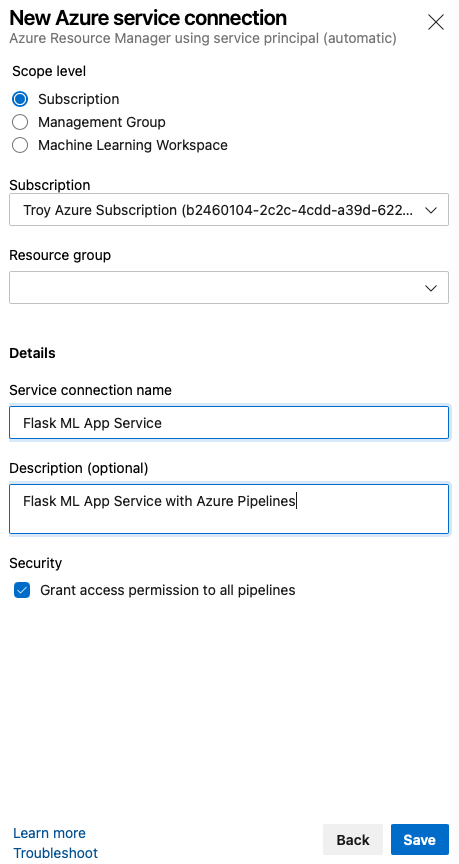 New Azure service connection
Azure Resource Manager using service principal (automatic)
Scope level
Subscription
Management Group
Machine Learning Workspace
Subscription
Troy Azure Subscription (b2460104-2c2c-4cdd-a39d-622...
Resource group
Details
Service connection name
Flask ML App Service
Description (optional)
Flask ML App Service with Azure Pipelines
Security
Grant access permission to all pipelines
Learn more
Troubleshoot
Back
Save